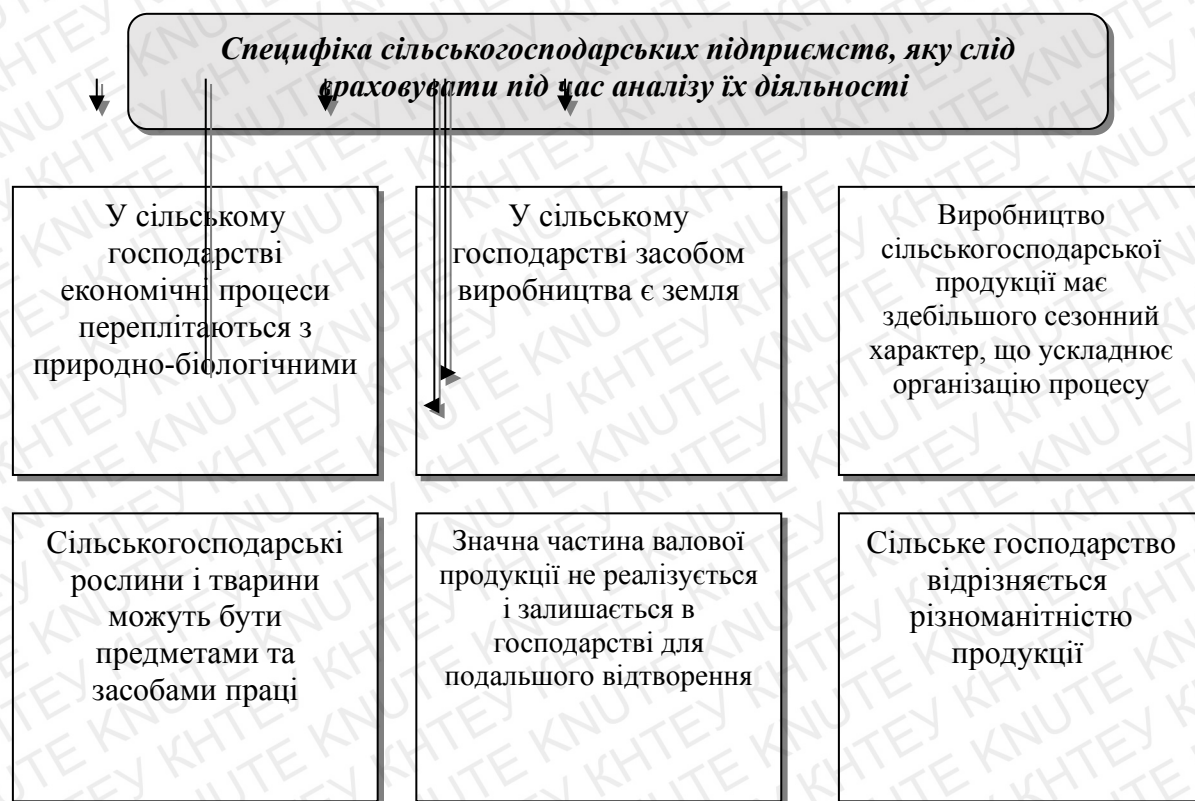 Специфіка сільськогосподарських підприємств, яку слід
враховувати під час аналізу їх діяльності
У сільському
господарстві
економічні процеси
переплітаються з
природно-біологічними
У сільському
господарстві засобом
виробництва є земля
Виробництво
сільськогосподарської
продукції має
здебільшого сезонний
характер, що ускладнює
організацію процесу
Сільськогосподарські
рослини і тварини
можуть бути
предметами та
засобами праці
Значна частина валової
продукції не реалізується
і залишається в
господарстві для
подальшого відтворення
Сільське господарство
відрізняється
різноманітністю
продукції